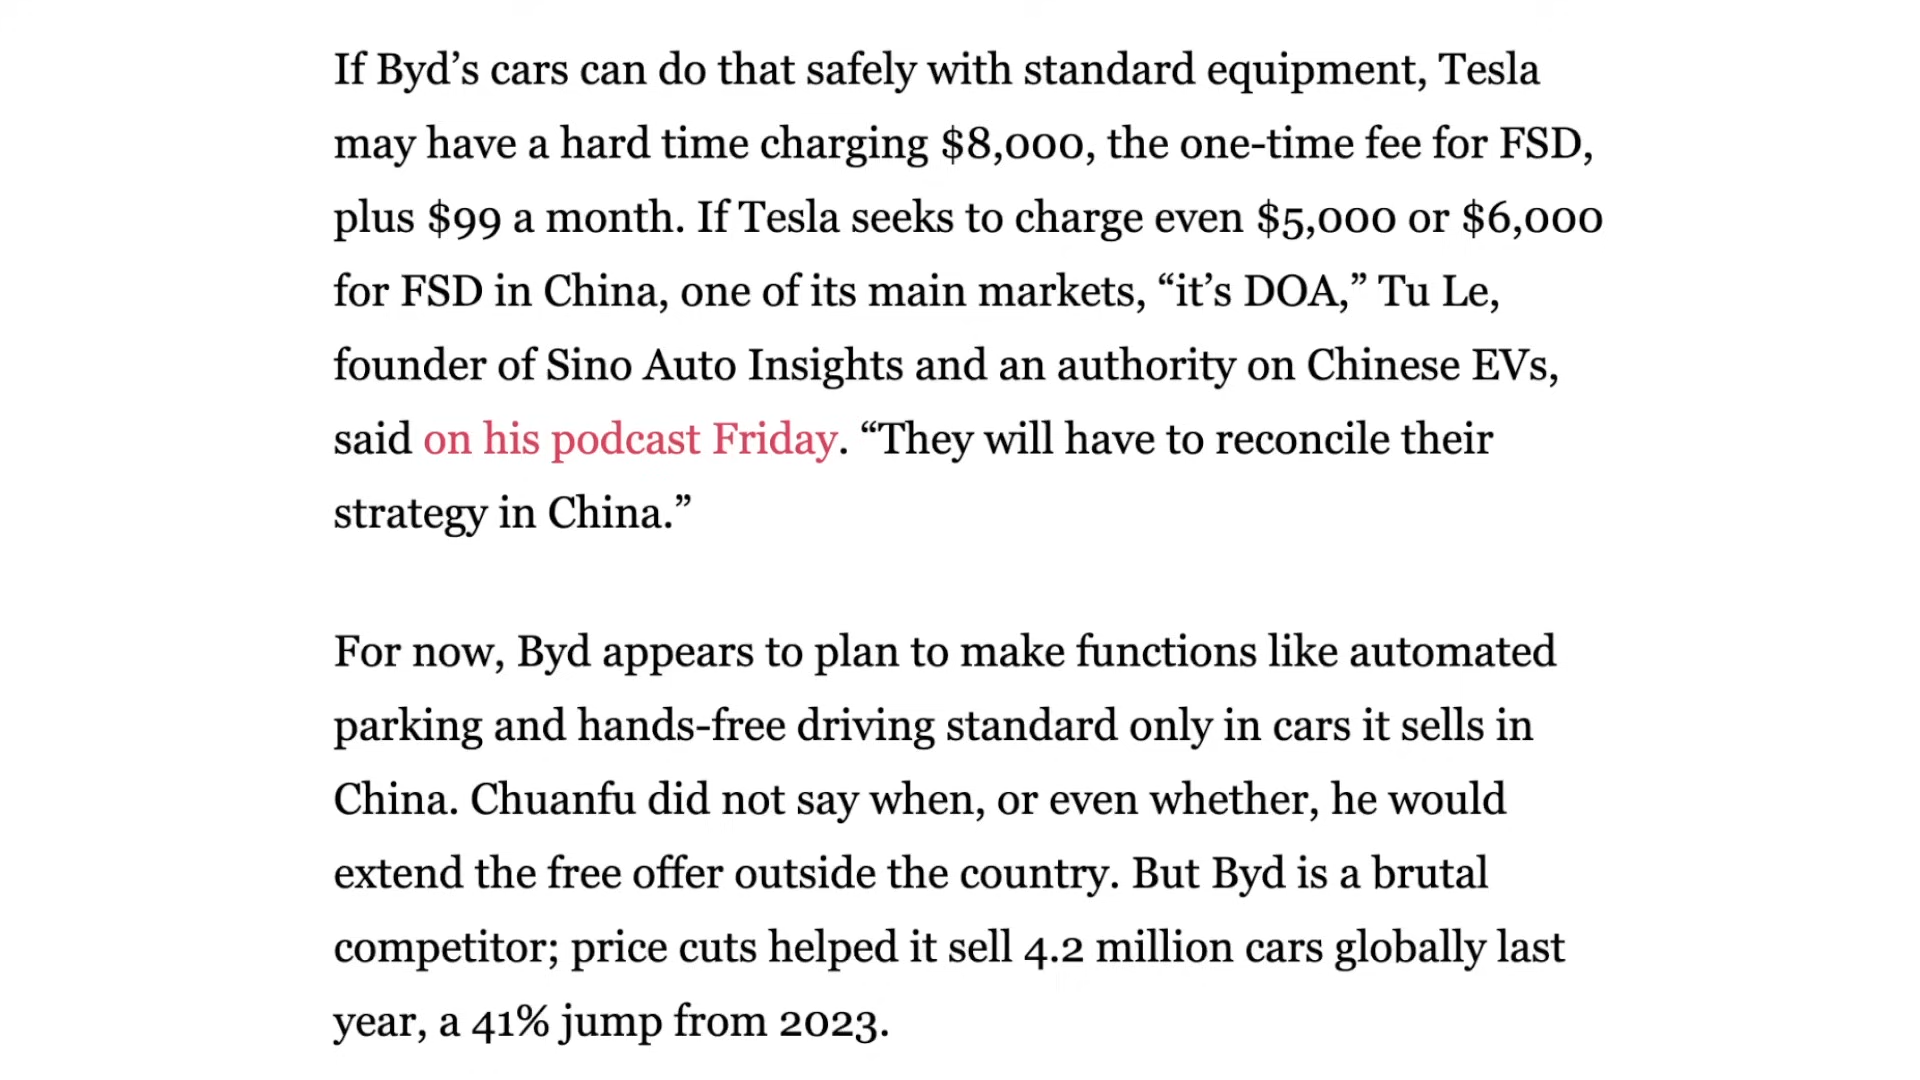 If Byd’s cars can do that safely with standard equipment, Tesla
may have a hard time charging $8,000, the one-time fee for FSD,
plus $99 a month. If Tesla seeks to charge even $5,000 or $6,000
for FSD in China, one of its main markets, “it’s DOA,” Tu Le,
founder of Sino Auto Insights and an authority on Chinese EVs,
said on his podcast Friday. “They will have to reconcile their
strategy in China.”
For now, Byd appears to plan to make functions like automated
parking and hands-free driving standard only in cars it sells in
China. Chuanfu did not say when, or even whether, he would
extend the free offer outside the country. But Byd is a brutal
competitor; price cuts helped it sell 4.2 million cars globally last
year, a 41% jump from 2023.